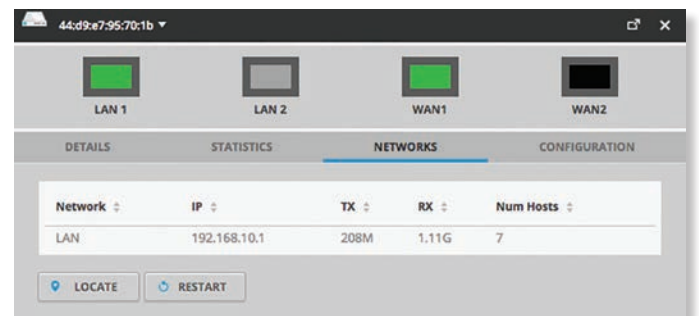 44:d9:e7:95:70:1b
LAN 1 LAN 2 WAN1 WAN2
DETAILS STATISTICS NETWORKS CONFIGURATION
Network IP TX RX Num Hosts
LAN 192.168.10.1 208M 1.11G 7
LOCATE RESTART